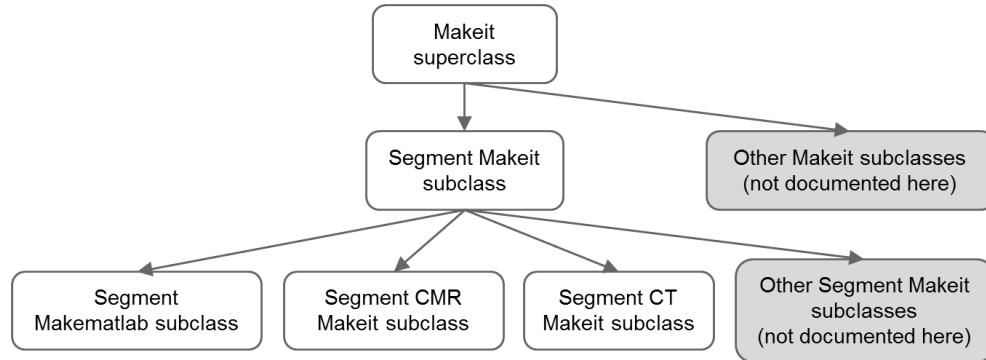 Makeit
superclass
Segment Makeit
subclass
Other Makeit subclasses
(not documented here)
Segment
Makematlab subclass
Segment CMR
Makeit subclass
Segment CT
Makeit subclass
Other Segment Makeit
subclasses
(not documented here)